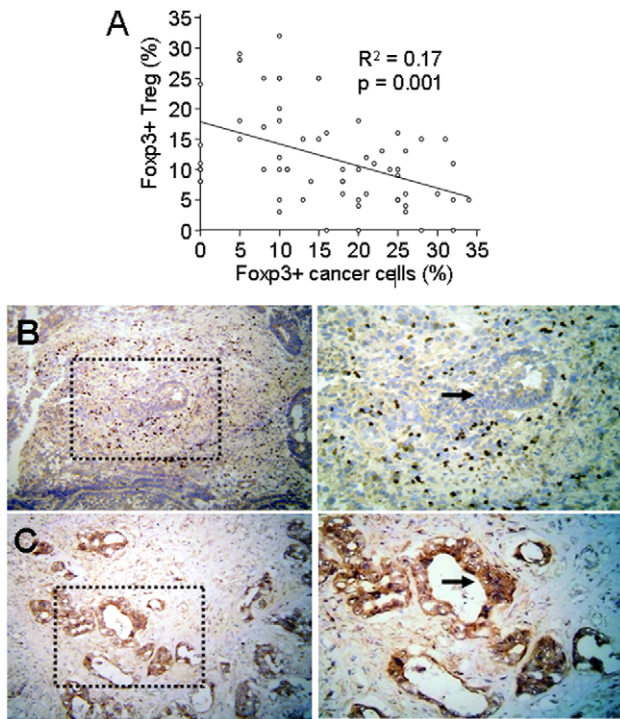 A
R² = 0.17
p = 0.001
Foxp3+ Treg (%)
35
30
25
20
15
10
5
0
0 5 10 15 20 25 30 35
Foxp3+ cancer cells (%)
B
C